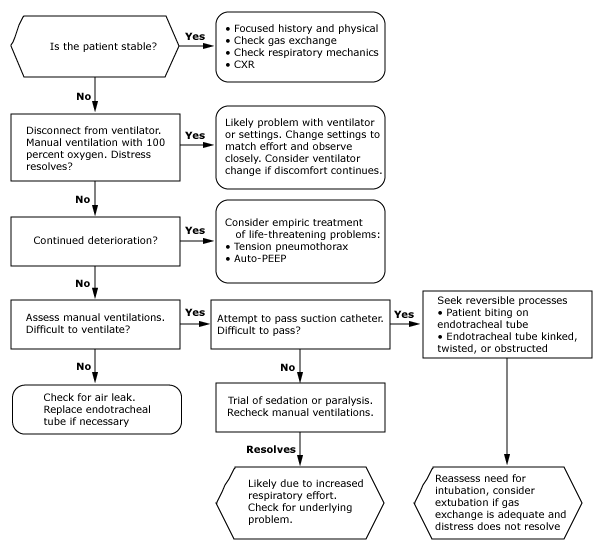 Is the patient stable?
Yes
• Focused history and physical
• Check gas exchange
• Check respiratory mechanics
• CXR
No
Disconnect from ventilator.
Manual ventilation with 100
percent oxygen. Distress
resolves?
Yes
Likely problem with ventilator
or settings. Change settings to
match effort and observe
closely. Consider ventilator
change if discomfort continues.
No
Continued deterioration?
Yes
Consider empiric treatment
of life-threatening problems:
• Tension pneumothorax
• Auto-PEEP
No
Assess manual ventilations.
Difficult to ventilate?
Yes
Attempt to pass suction catheter.
Difficult to pass?
Yes
Seek reversible processes
• Patient biting on
endotracheal tube
• Endotracheal tube kinked,
twisted, or obstructed
No
Check for air leak.
Replace endotracheal
tube if necessary
No
Trial of sedation or paralysis.
Recheck manual ventilations.
Resolves
Likely due to increased
respiratory effort.
Check for underlying
problem.
Reassess need for
intubation, consider
extubation if gas
exchange is adequate and
distress does not resolve